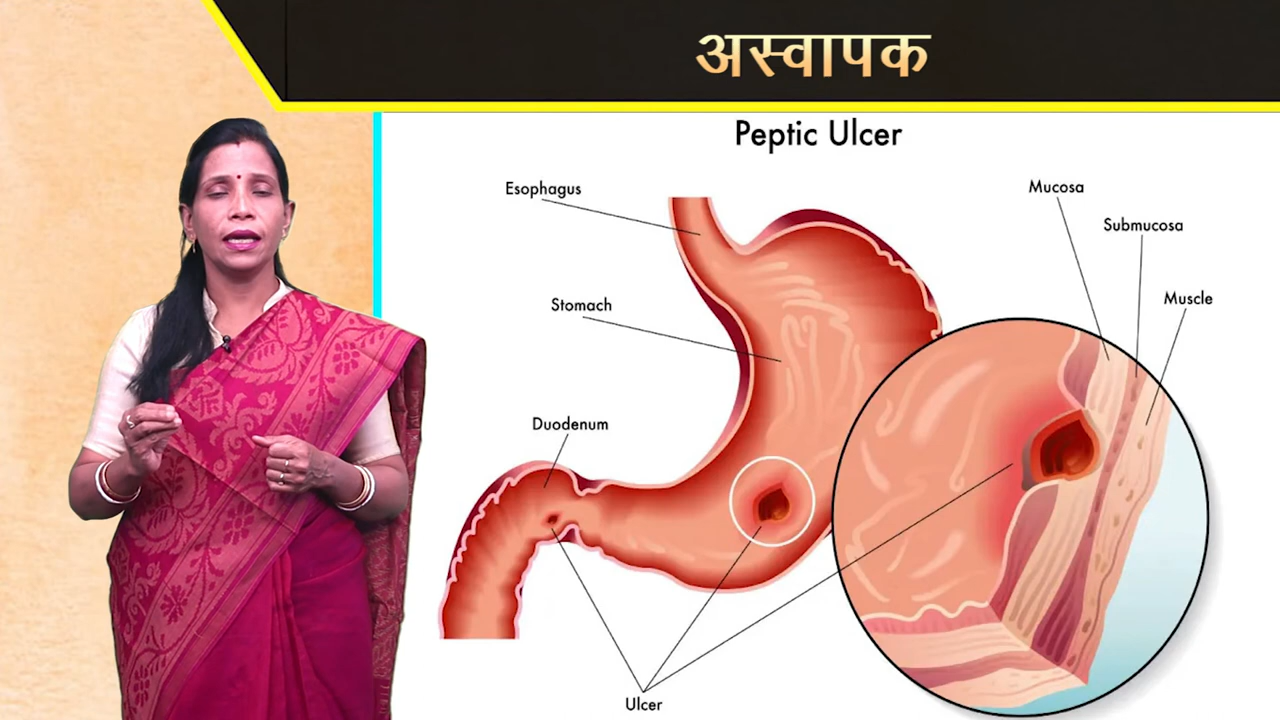 अस्वापक
Peptic Ulcer
Esophagus
Mucosa
Submucosa
Muscle
Stomach
Duodenum
Ulcer